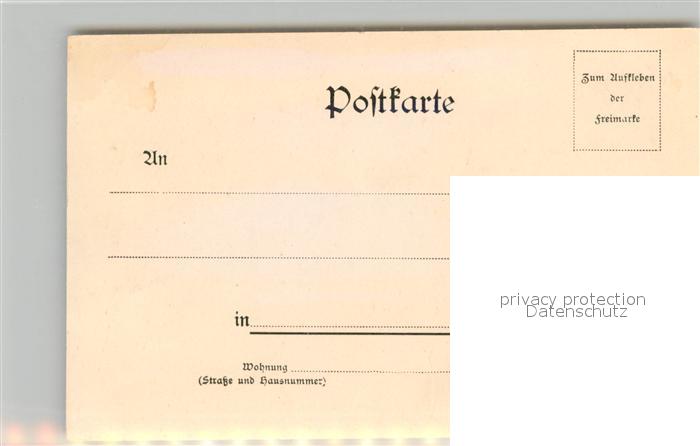 Postkarte
Zum Aufkleben
der
Freimarke
An
in
Wohnung
(Straße und Hausnummer)
privacy protection
Datenschutz